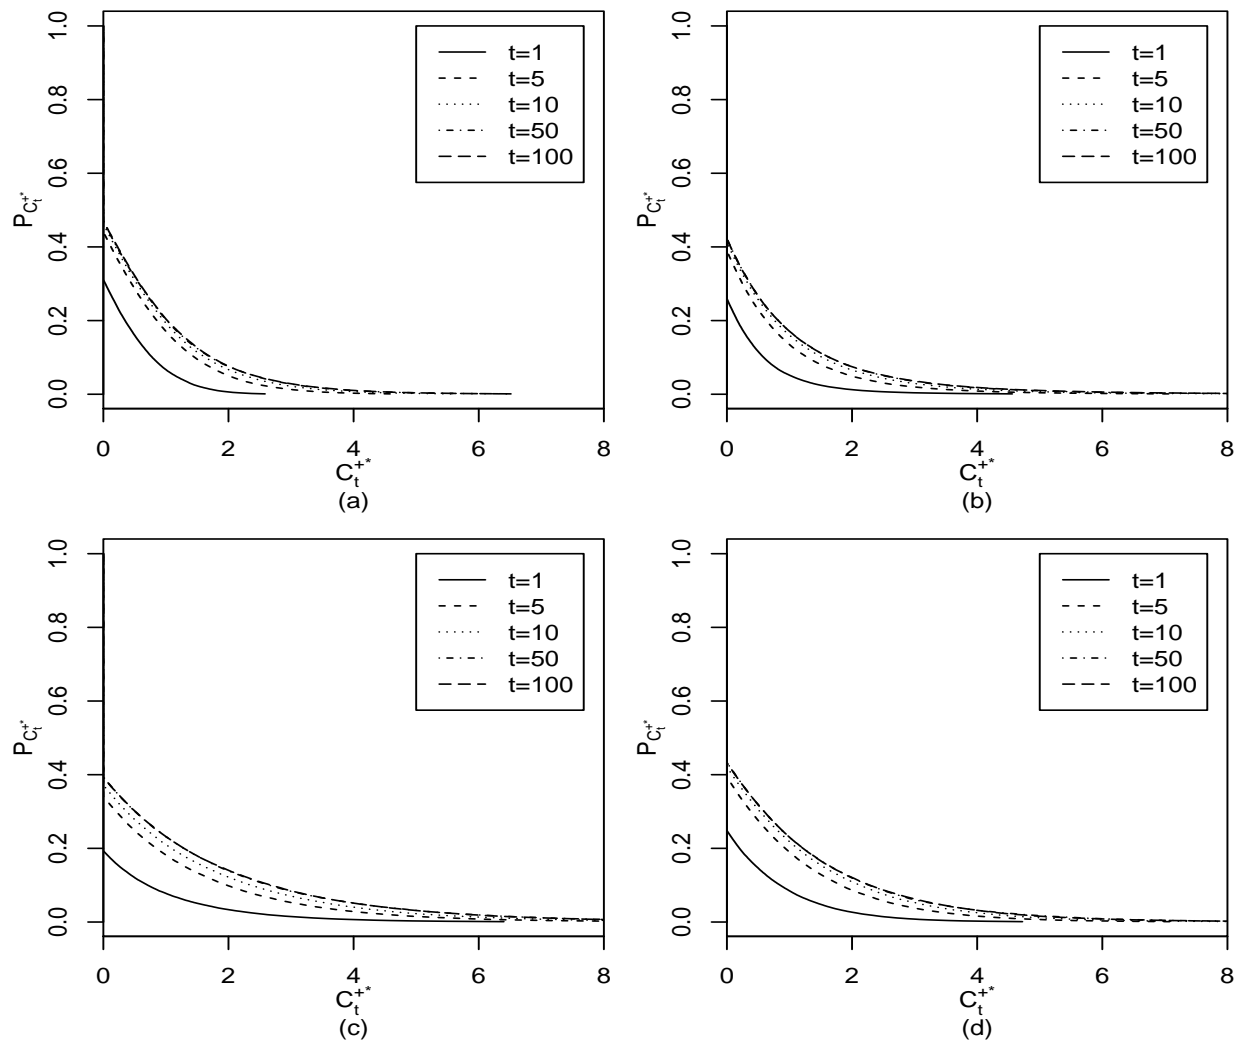 1.0
0.8
0.6
0.4
0.2
0.0
P_{C_t^{+*}}
t=1
t=5
t=10
t=50
t=100
0 2 4 6 8
C_t^{+*}
(a)
1.0
0.8
0.6
0.4
0.2
0.0
P_{C_t^{+*}}
t=1
t=5
t=10
t=50
t=100
0 2 4 6 8
C_t^{+*}
(b)
1.0
0.8
0.6
0.4
0.2
0.0
P_{C_t^{+*}}
t=1
t=5
t=10
t=50
t=100
0 2 4 6 8
C_t^{+*}
(c)
1.0
0.8
0.6
0.4
0.2
0.0
P_{C_t^{+*}}
t=1
t=5
t=10
t=50
t=100
0 2 4 6 8
C_t^{+*}
(d)